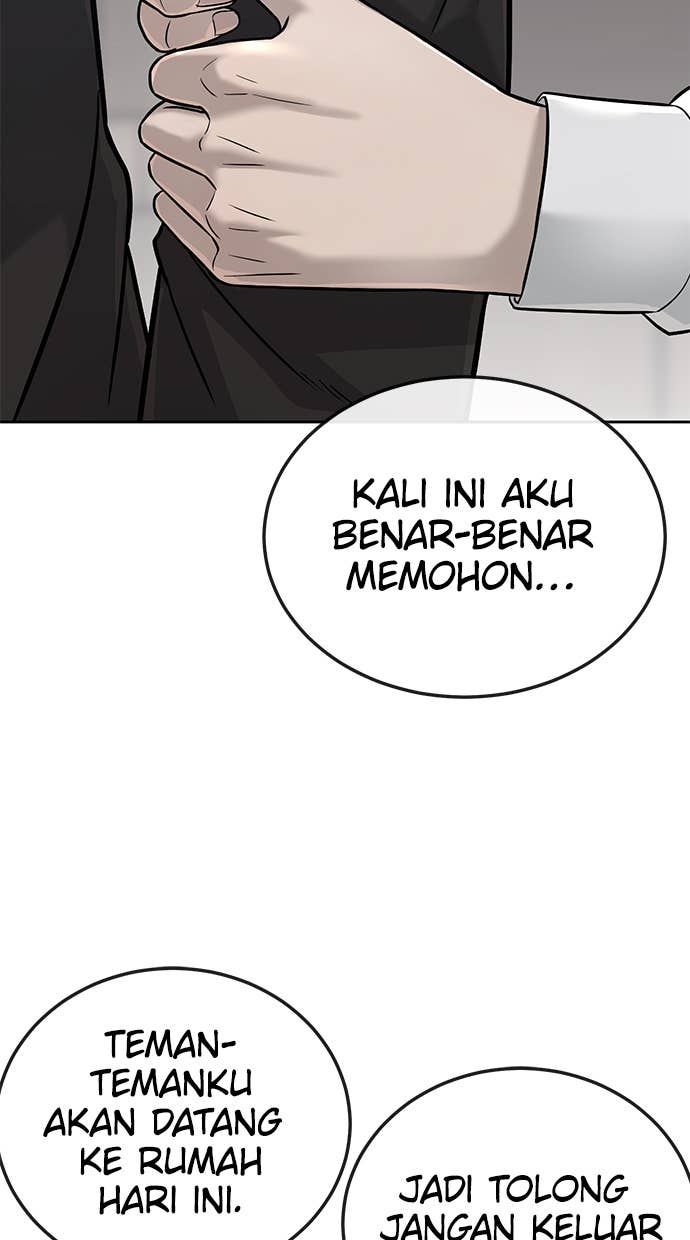 KALI INI AKU
BENAR-BENAR
MEMOHON...
TEMAN-
TEMANKU
AKAN DATANG
KE RUMAH
HARI INI.
JADI TOLONG
JANGAN KELUAR